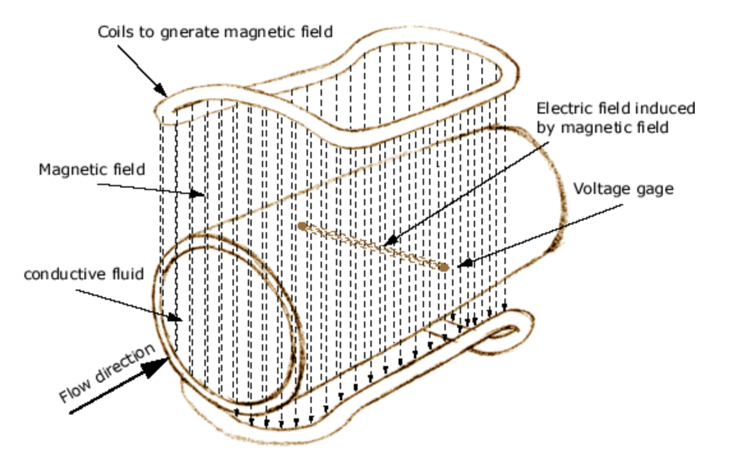 Coils to gnerate magnetic field
Electric field induced
by magnetic field
Magnetic field
Voltage gage
conductive fluid
Flow direction